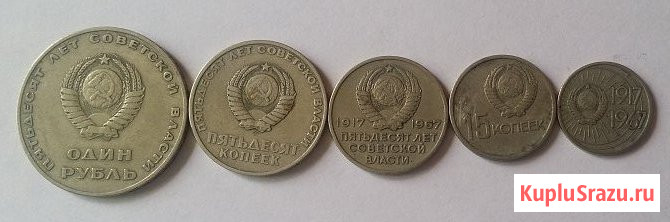 ПЯТЬДЕСЯТ ЛЕТ СОВЕТСКОЙ ВЛАСТИ
ОДИН
РУБЛЬ
ПЯТЬДЕСЯТ ЛЕТ СОВЕТСКОЙ ВЛАСТИ
ПЯТЬДЕСЯТ
КОПЕЕК
1917 1967
ПЯТЬДЕСЯТ ЛЕТ
СОВЕТСКОЙ
ВЛАСТИ
15 КОПЕЕК
1917
1967
KupluSrazu.ru